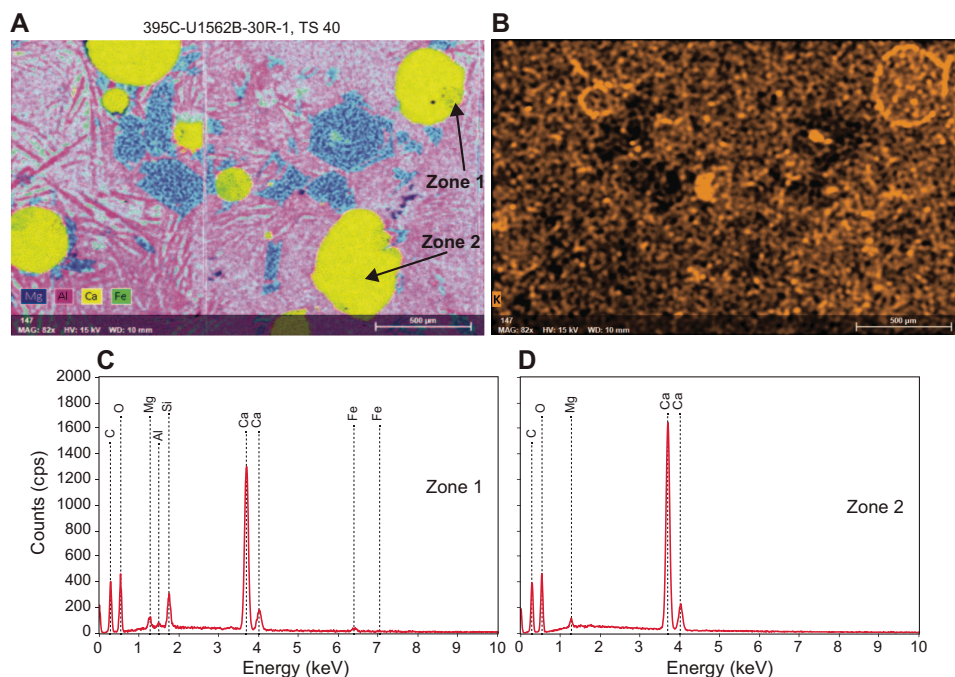 A
395C-U1562B-30R-1, TS 40
Zone 1
Zone 2
Mg Al Ca Fe
147
MAG: 82x HV: 15 kV WD: 10 mm
500 µm
B
K
147
MAG: 82x HV: 15 kV WD: 10 mm
500 µm
C
Counts (cps)
2000
1800
1600
1400
1200
1000
800
600
400
200
0
C
O
Mg
Al
Si
Ca
Ca
Fe
Fe
Zone 1
0 1 2 3 4 5 6 7 8 9 10
Energy (keV)
D
C
O
Mg
Ca
Ca
Zone 2
0 1 2 3 4 5 6 7 8 9 10
Energy (keV)